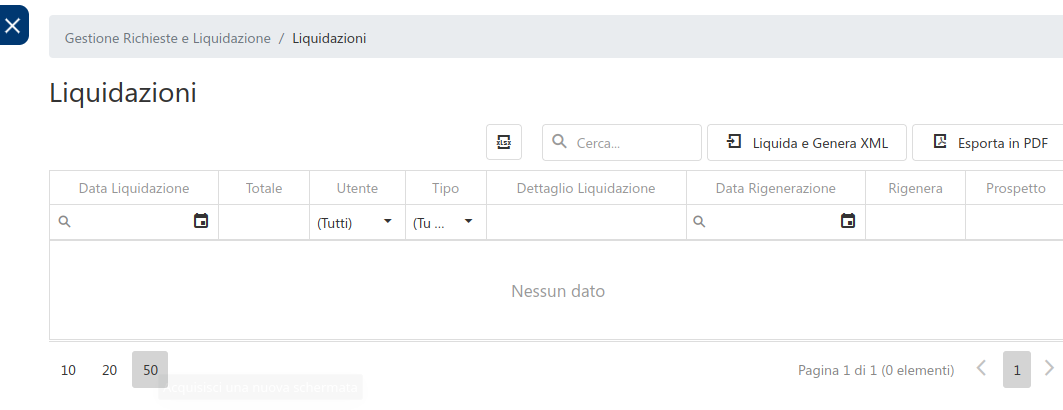 Gestione Richieste e Liquidazione / Liquidazioni
Liquidazioni
XLSX Cerca... Liquida e Genera XML Esporta in PDF
Data Liquidazione Totale Utente Tipo Dettaglio Liquidazione Data Rigenerazione Rigenera Prospetto
(Tutti) (Tu ...
Nessun dato
10 20 50 Pagina 1 di 1 (0 elementi) 1
Acquisisci una nuova schermata